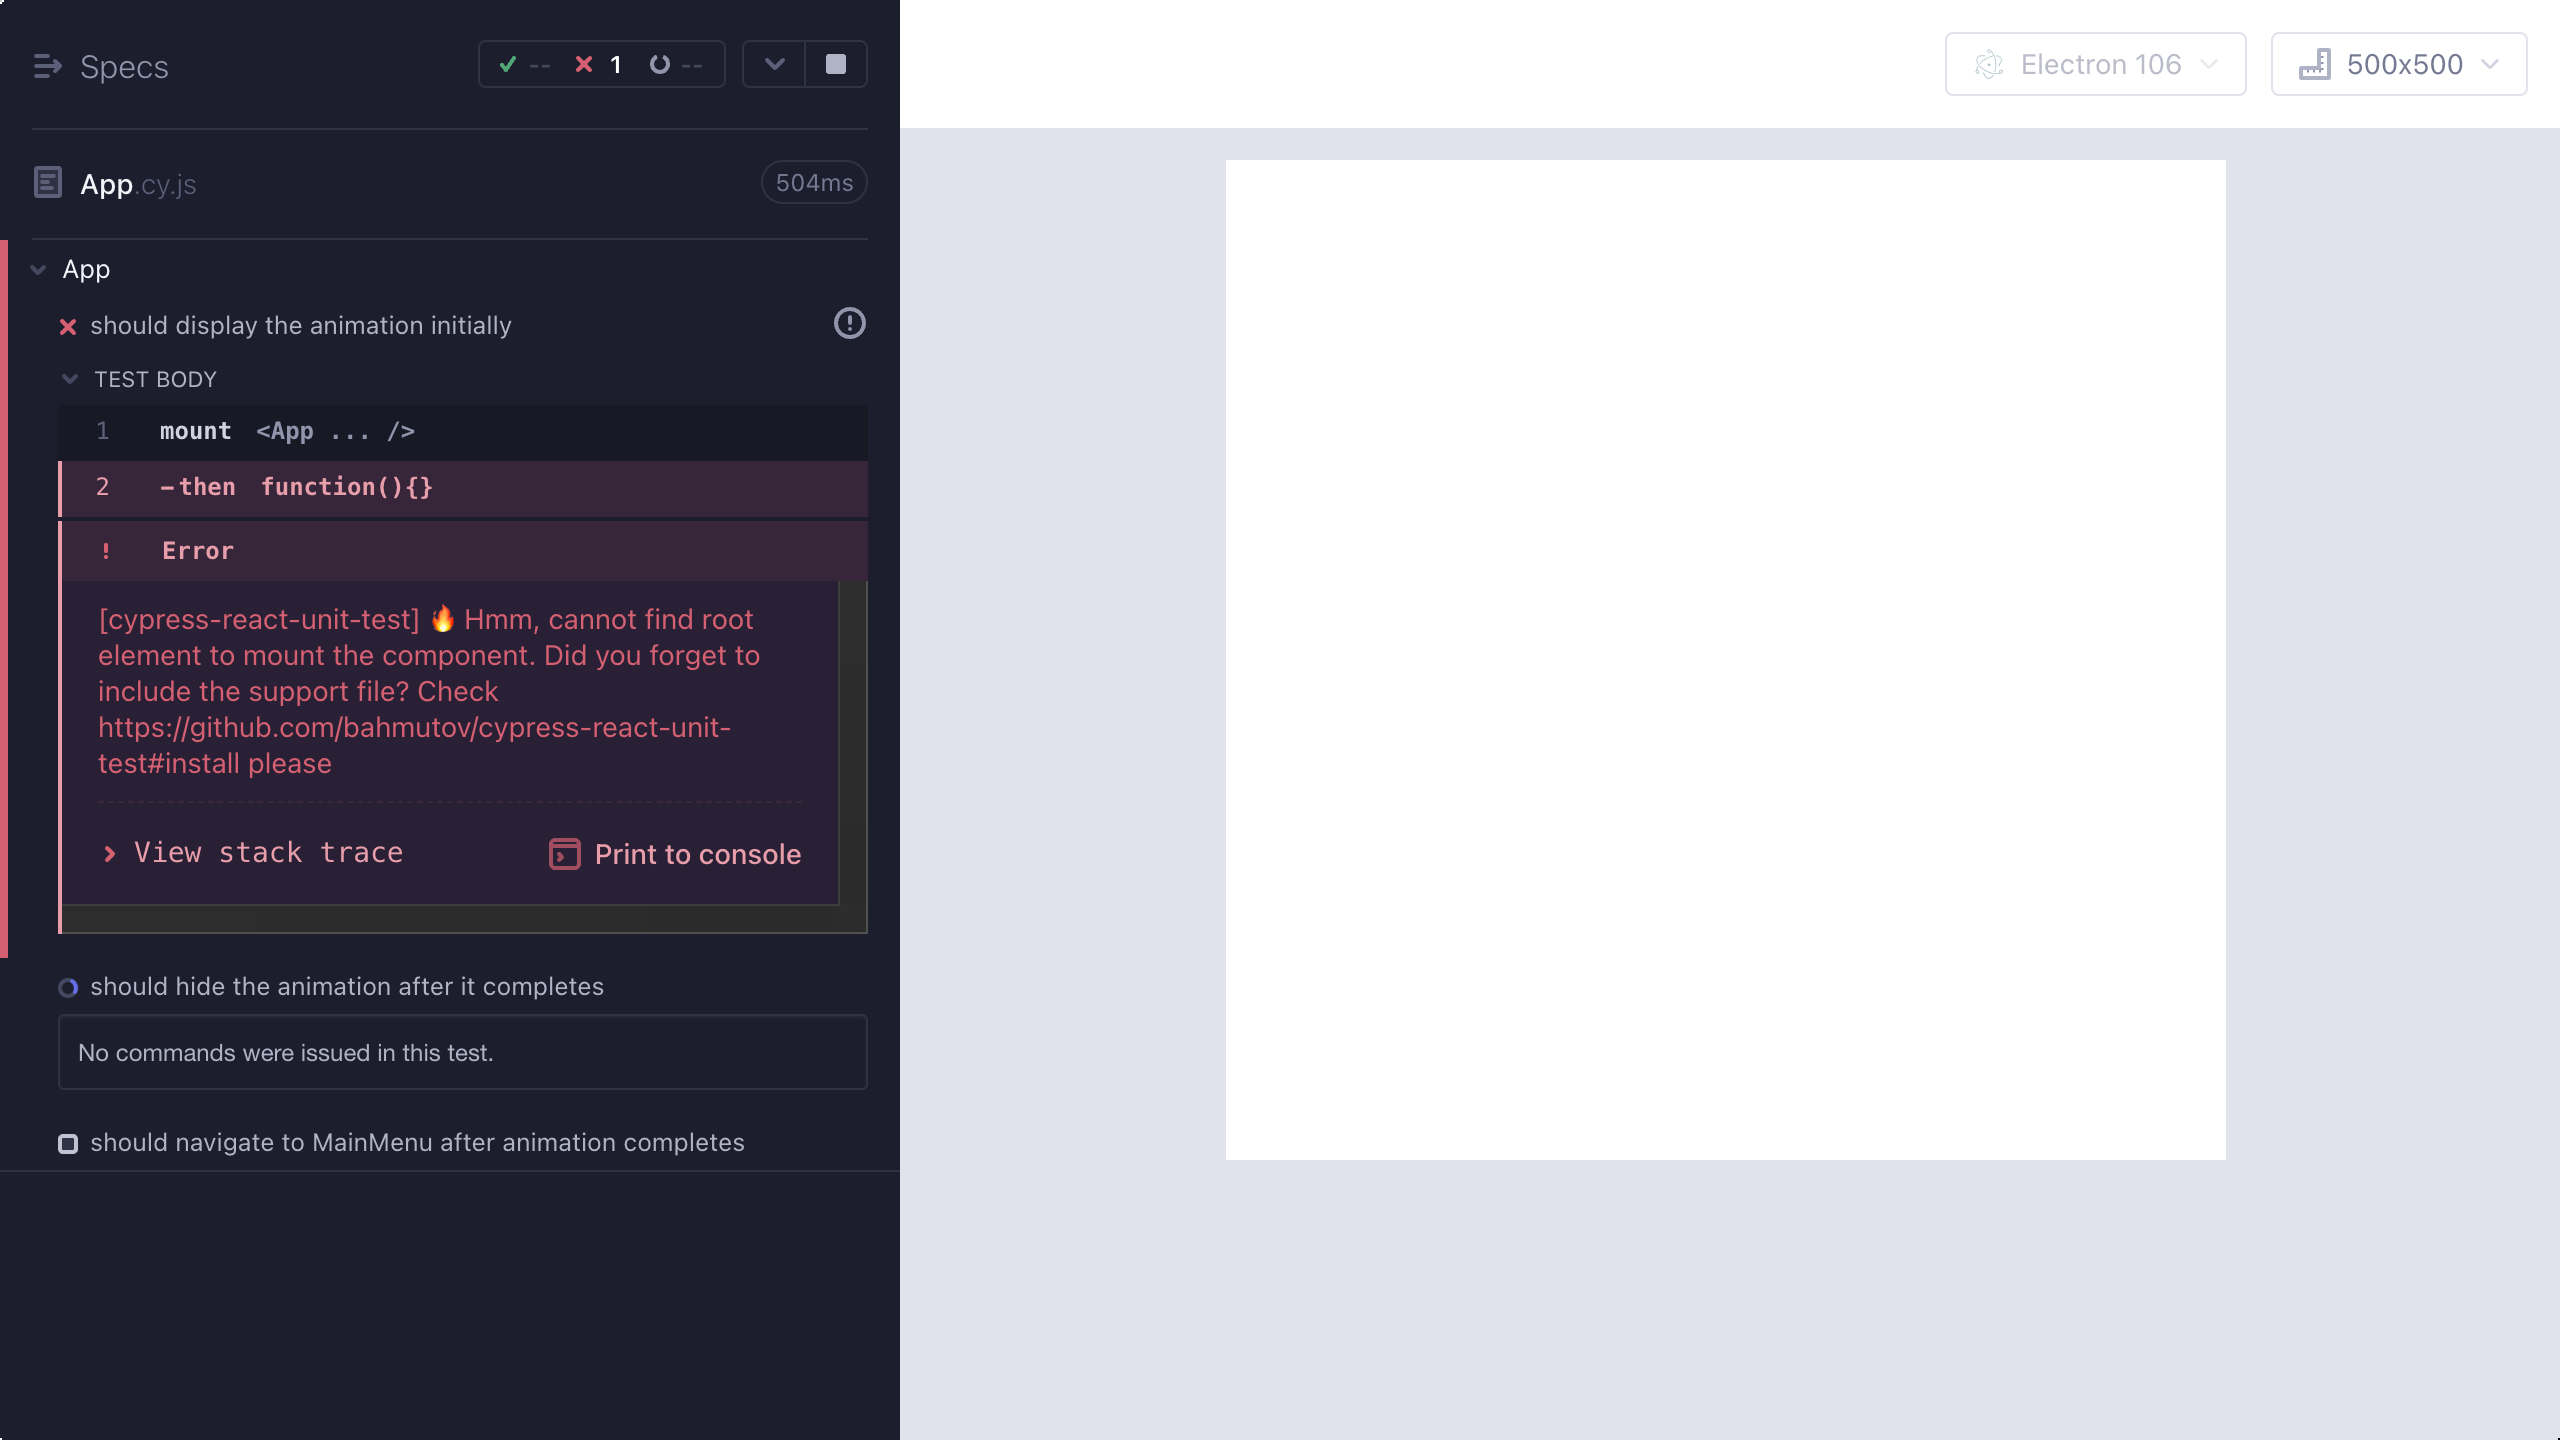 Specs
-- 1 --
Electron 106
500x500
App.cy.js
504ms
App
should display the animation initially
TEST BODY
1 mount <App ... />
2 -then function(){}
! Error
[cypress-react-unit-test] 🔥 Hmm, cannot find root
element to mount the component. Did you forget to
include the support file? Check
https://github.com/bahmutov/cypress-react-unit-
test#install please
View stack trace
Print to console
should hide the animation after it completes
No commands were issued in this test.
should navigate to MainMenu after animation completes